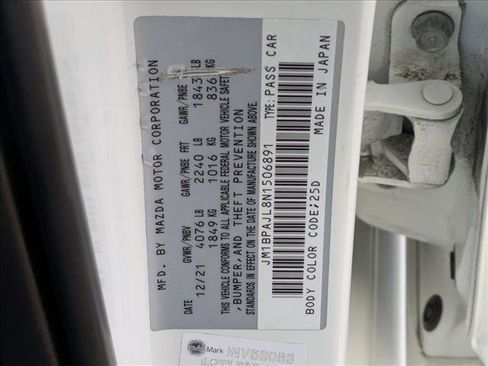 MFD. BY MAZDA MOTOR CORPORATION
DATE GVWR/PNBV GAWR/PNBE FRT GAWR/PNBE RR
12/21 4076 LB 2240 LB 1843 LB
1849 KG 1016 KG 836 KG
THIS VEHICLE CONFORMS TO ALL APPLICABLE FEDERAL MOTOR VEHICLE SAFETY
, BUMPER, AND THEFT PREVENTION
STANDARDS IN EFFECT ON THE DATE OF MANUFACTURE SHOWN ABOVE.
JM1BPAJL8N1506891 TYPE: PASS CAR
BODY COLOR CODE;25D MADE IN JAPAN
Mark